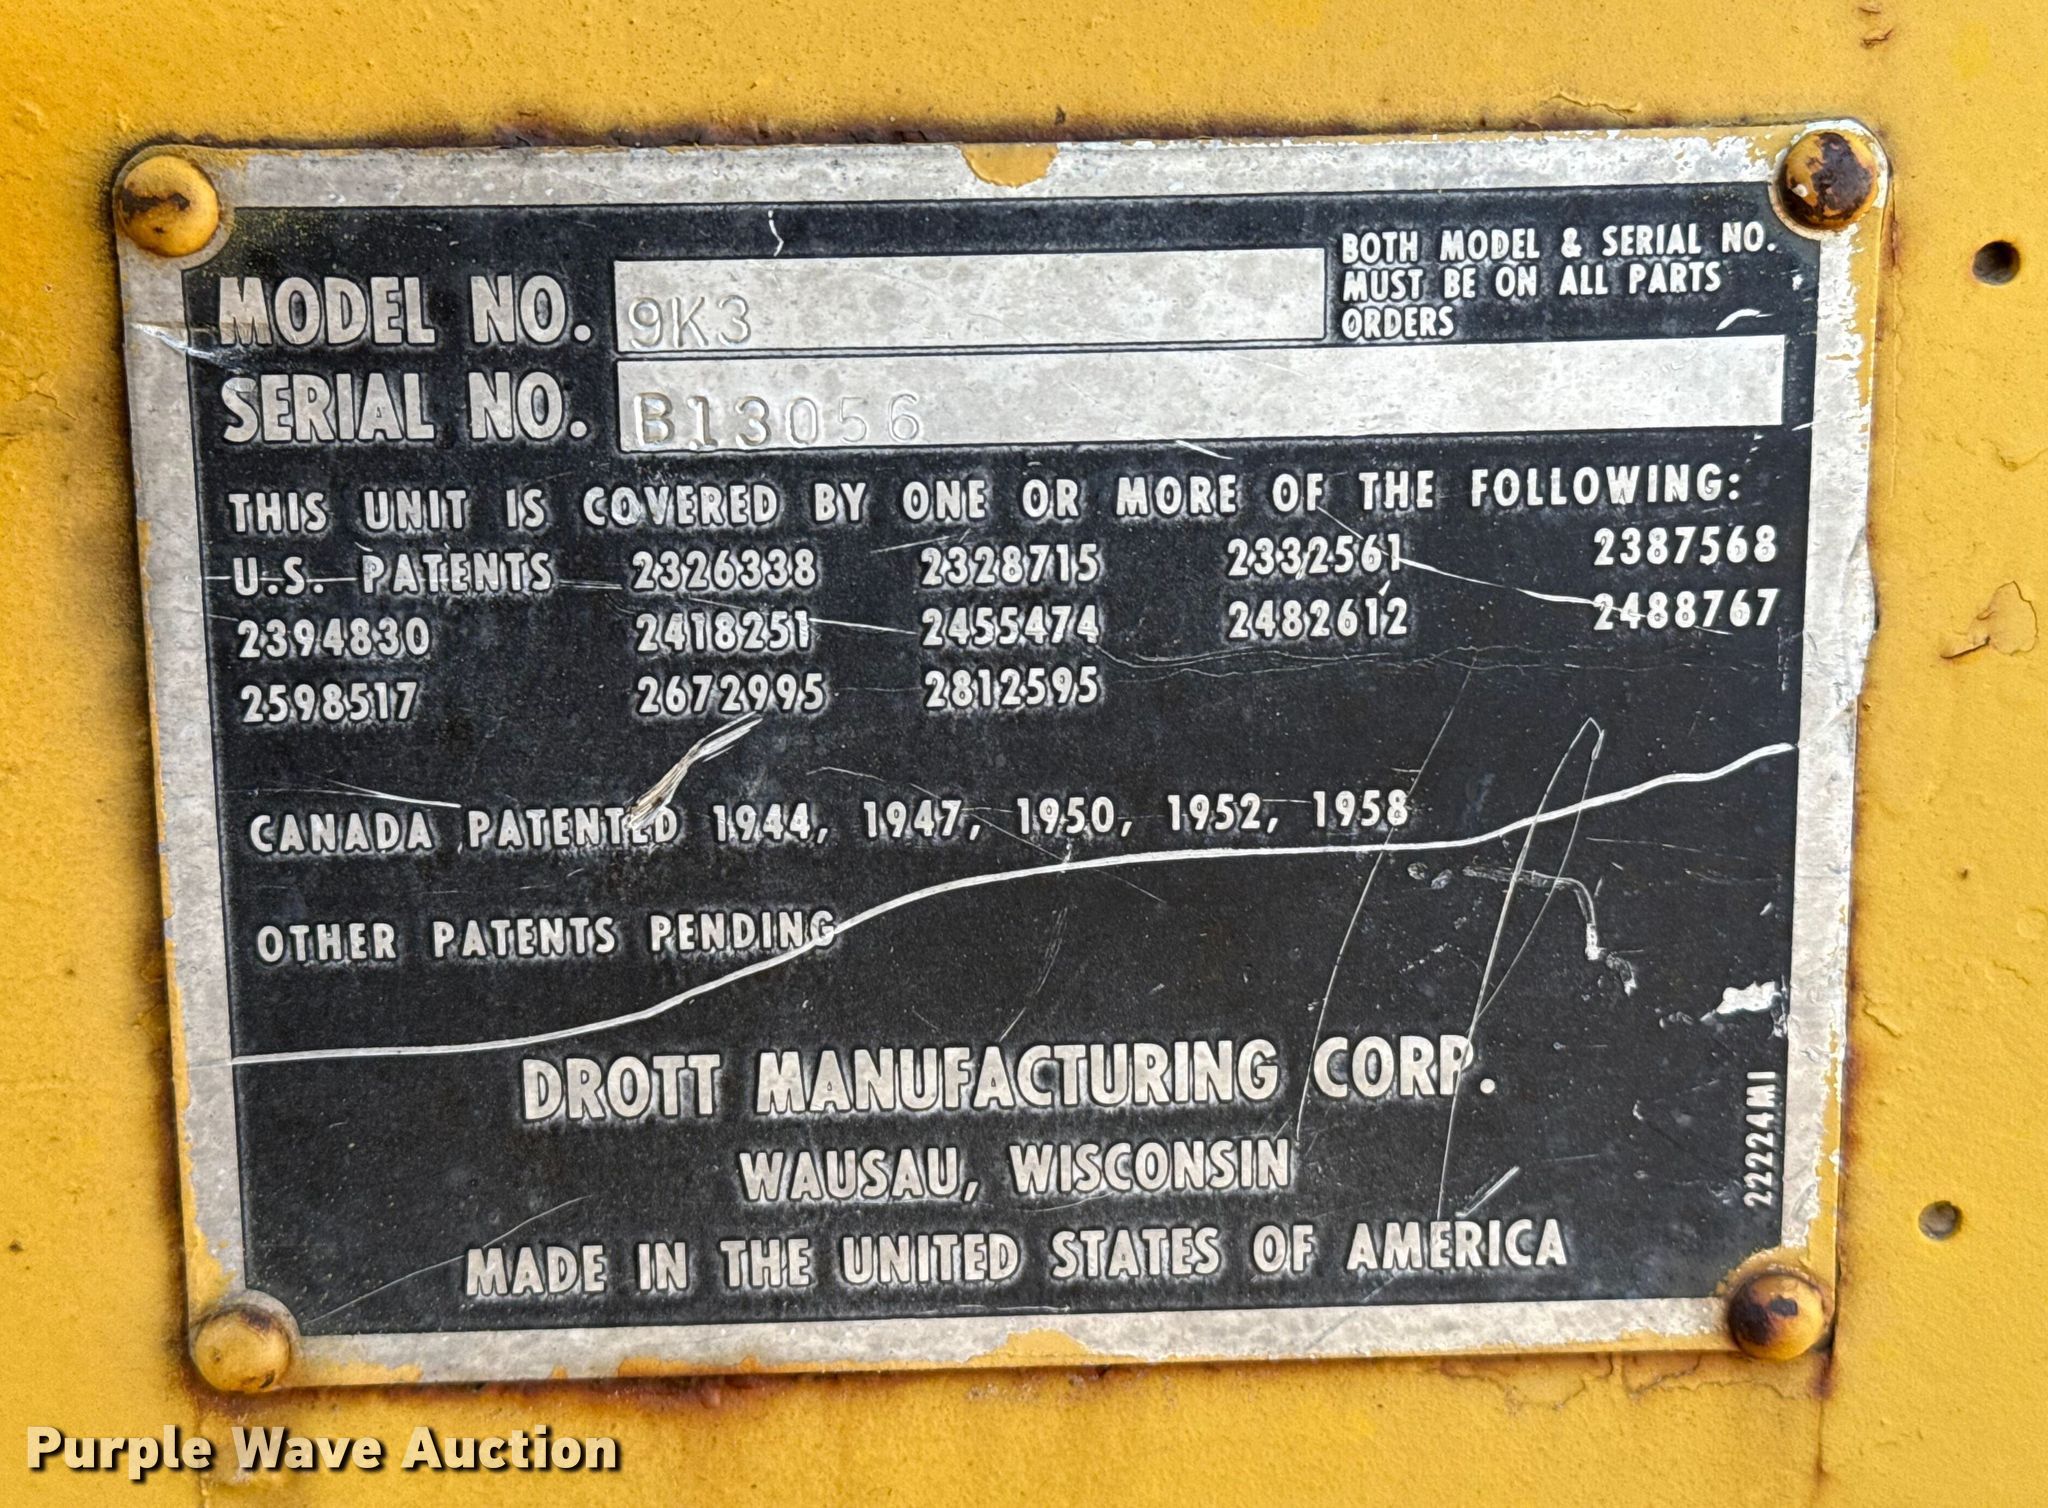 MODEL NO. 9K3
BOTH MODEL & SERIAL NO.
MUST BE ON ALL PARTS
ORDERS
SERIAL NO. B13056
THIS UNIT IS COVERED BY ONE OR MORE OF THE FOLLOWING:
U.S. PATENTS 2326338 2328715 2332561 2387568
2394830 2418251 2455474 2482612 2488767
2598517 2672995 2812595
CANADA PATENTED 1944, 1947, 1950, 1952, 1958
OTHER PATENTS PENDING
DROTT MANUFACTURING CORP.
WAUSAU, WISCONSIN
MADE IN THE UNITED STATES OF AMERICA
22224M1
Purple Wave Auction